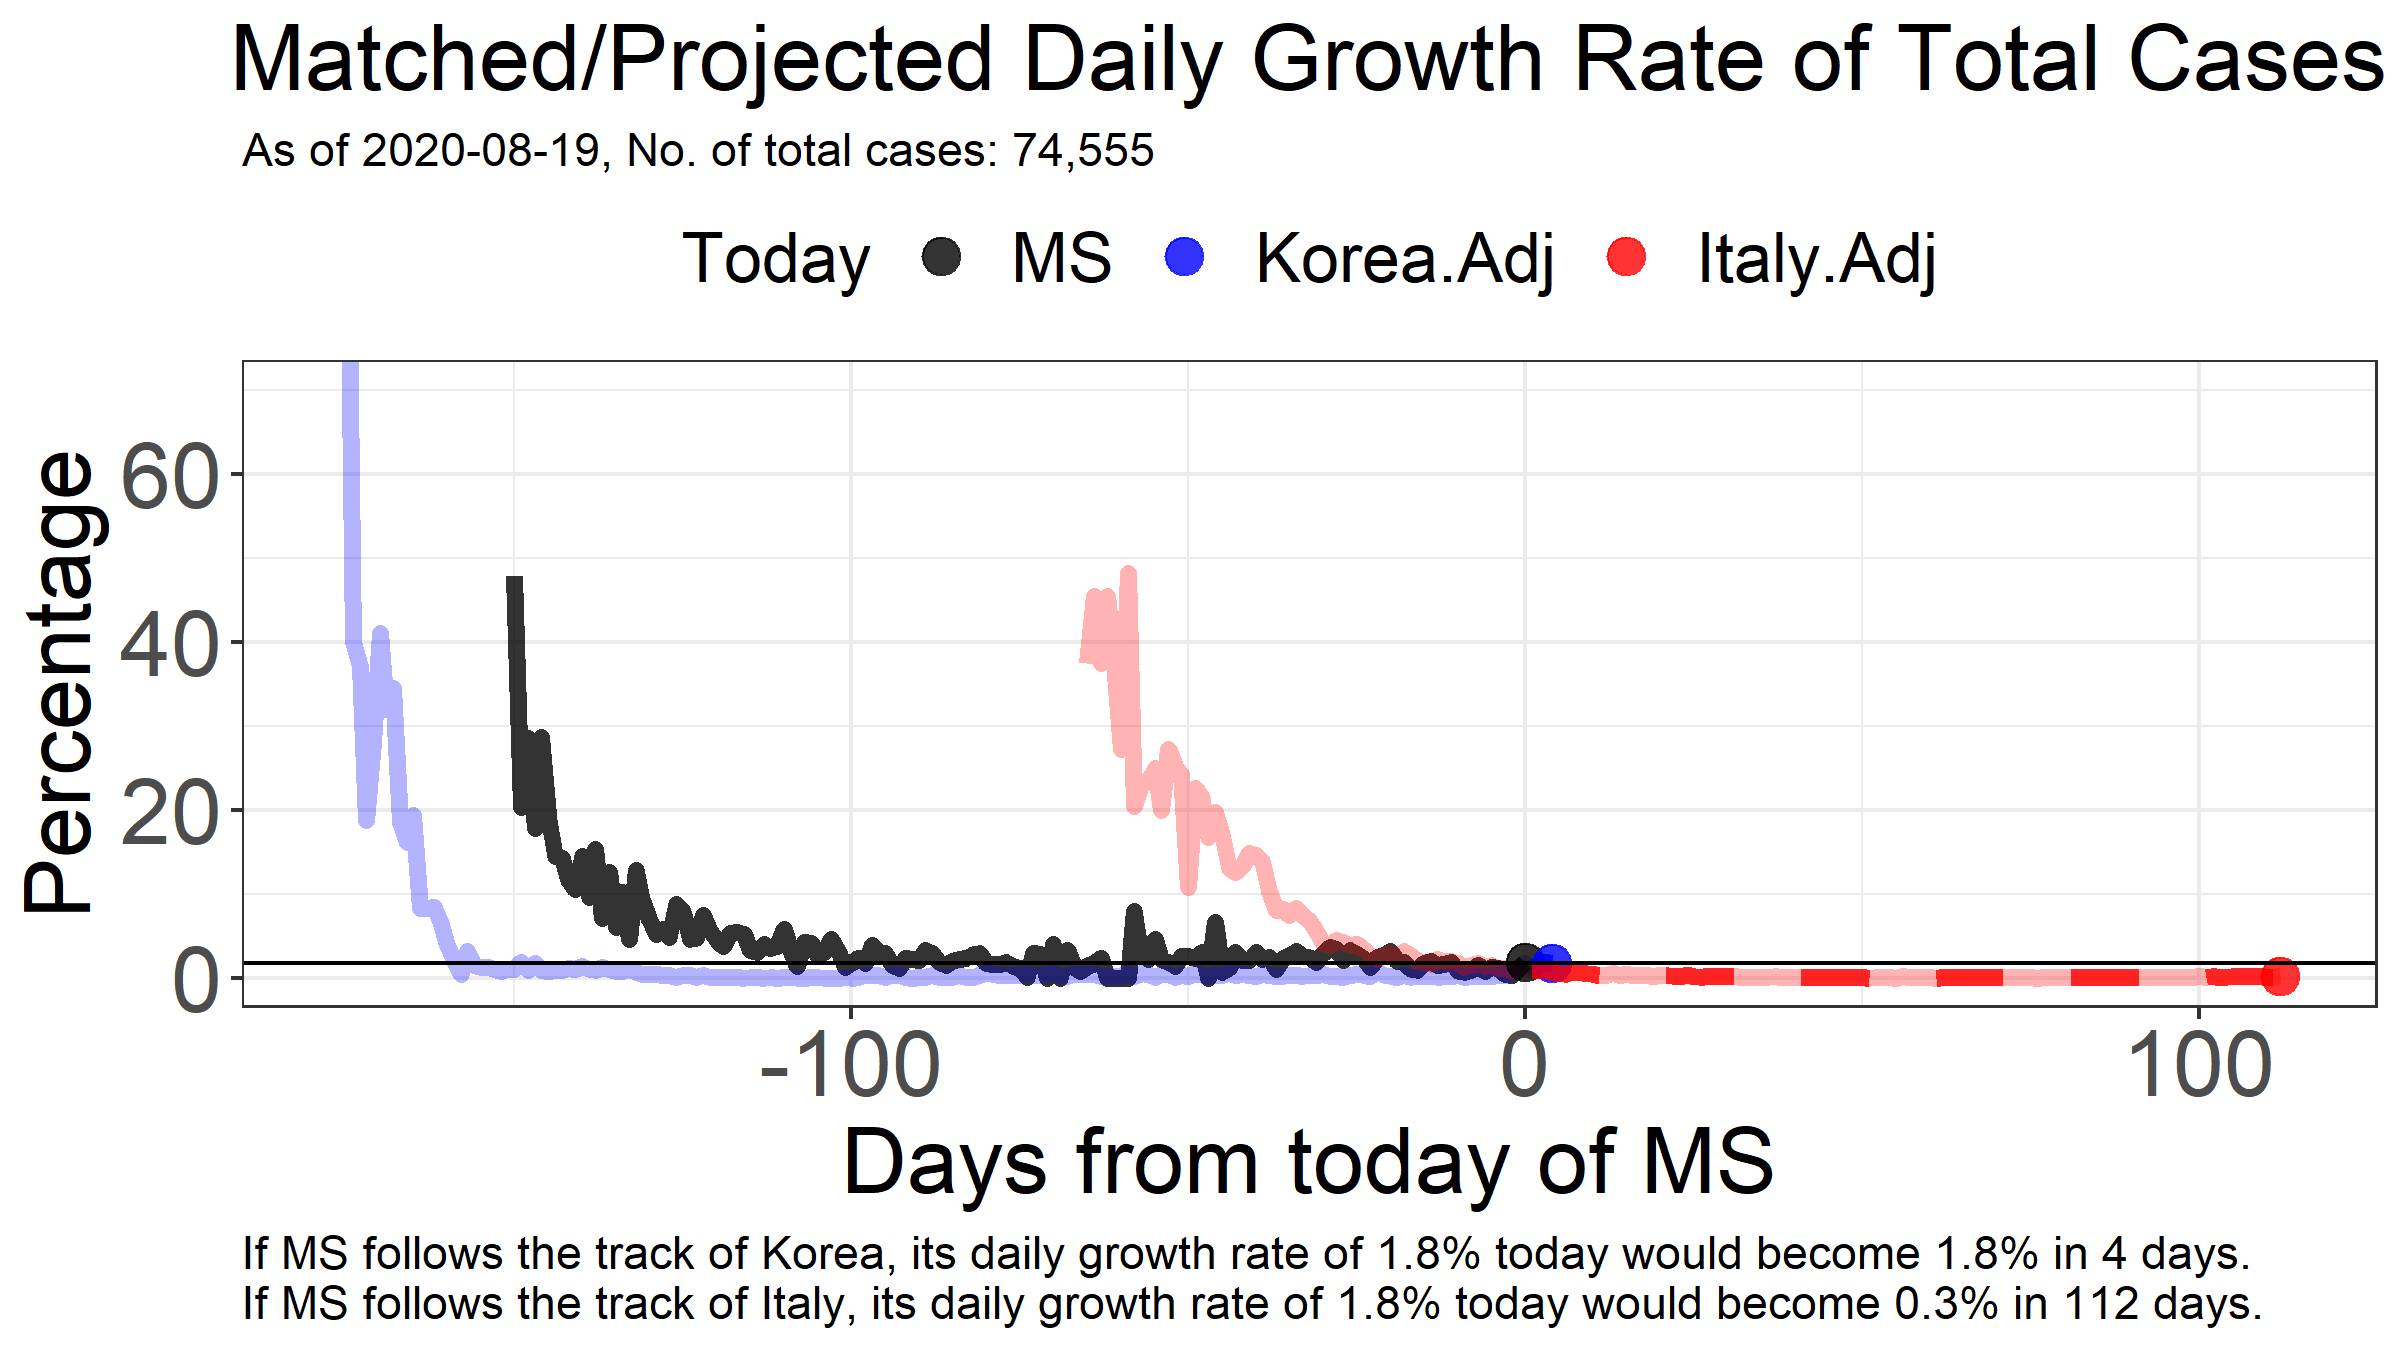 Matched/Projected Daily Growth Rate of Total Cases
As of 2020-08-19, No. of total cases: 74,555
Today MS Korea.Adj Italy.Adj
Percentage
60
40
20
0
-100 0 100
Days from today of MS
If MS follows the track of Korea, its daily growth rate of 1.8% today would become 1.8% in 4 days.
If MS follows the track of Italy, its daily growth rate of 1.8% today would become 0.3% in 112 days.